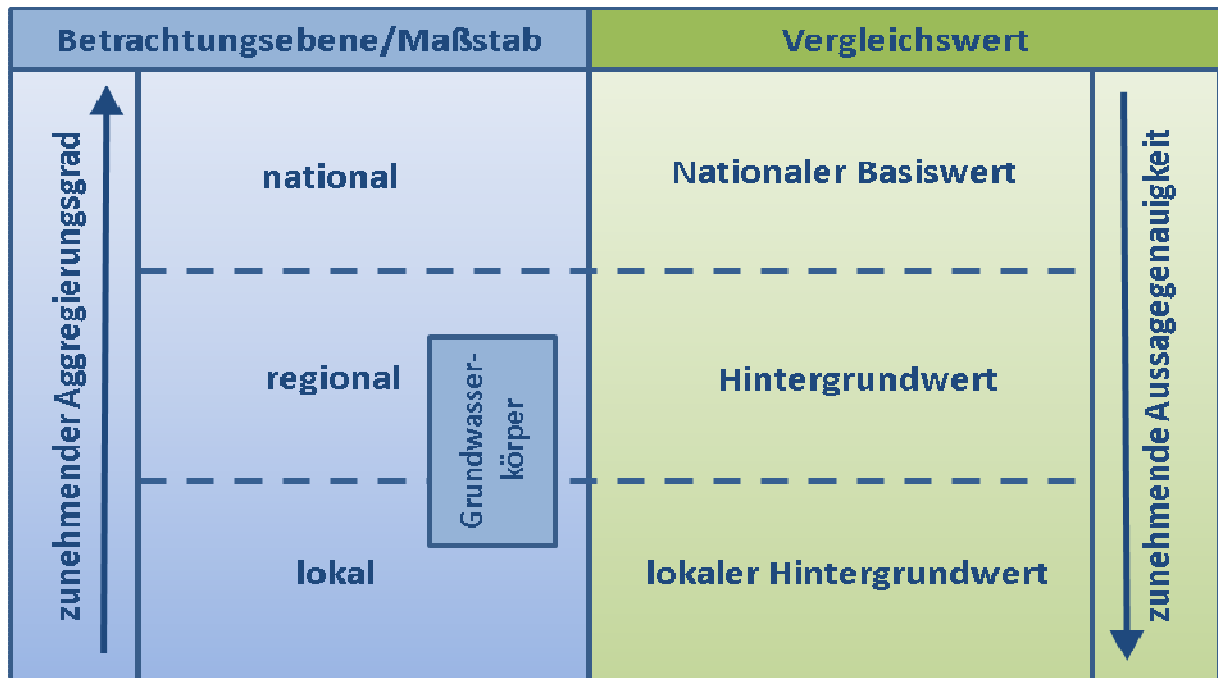 Betrachtungsebene/Maßstab
Vergleichswert
zunehmender Aggregierungsgrad
national
Nationaler Basiswert
regional
Grundwasser-
körper
Hintergrundwert
lokal
lokaler Hintergrundwert
zunehmende Aussagegenauigkeit